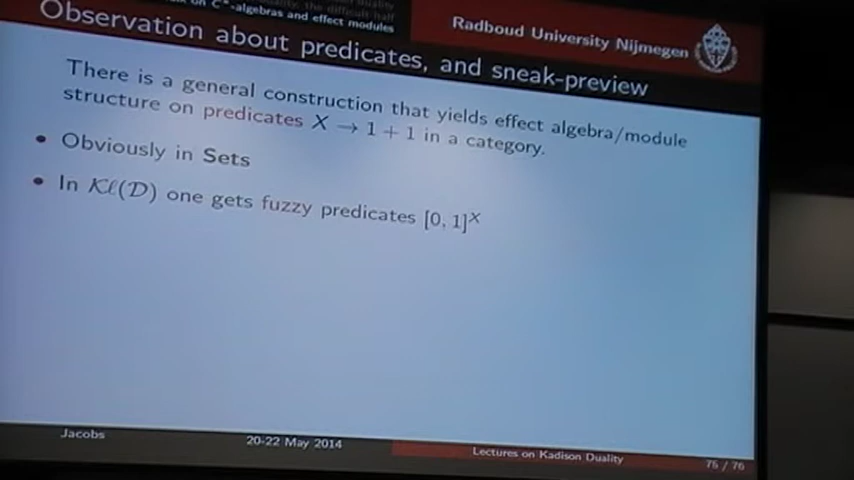 on C*-algebras and effect modules
Radboud University Nijmegen
Observation about predicates, and sneak-preview
There is a general construction that yields effect algebra/module
structure on predicates X → 1 + 1 in a category.
• Obviously in Sets
• In 𝒦ℓ(𝒟) one gets fuzzy predicates [0, 1]ˣ
Jacobs
20-22 May 2014
Lectures on Kadison Duality
75 / 76